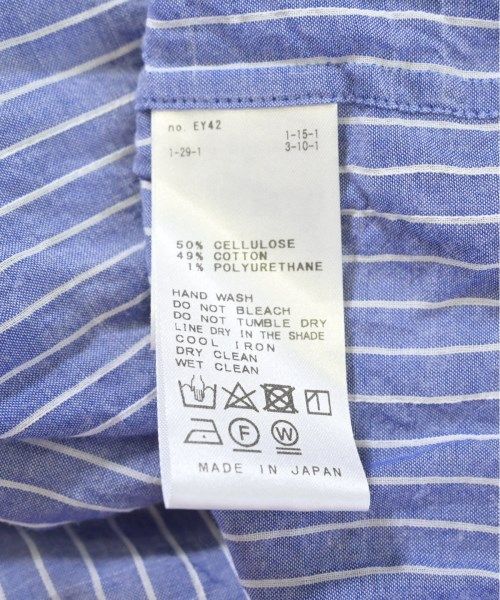 no. EY42 1-15-1
1-29-1 3-10-1
50% CELLULOSE
49% COTTON
1% POLYURETHANE
HAND WASH
DO NOT BLEACH
DO NOT TUMBLE DRY
LINE DRY IN THE SHADE
COOL IRON
DRY CLEAN
WET CLEAN
F W
MADE IN JAPAN